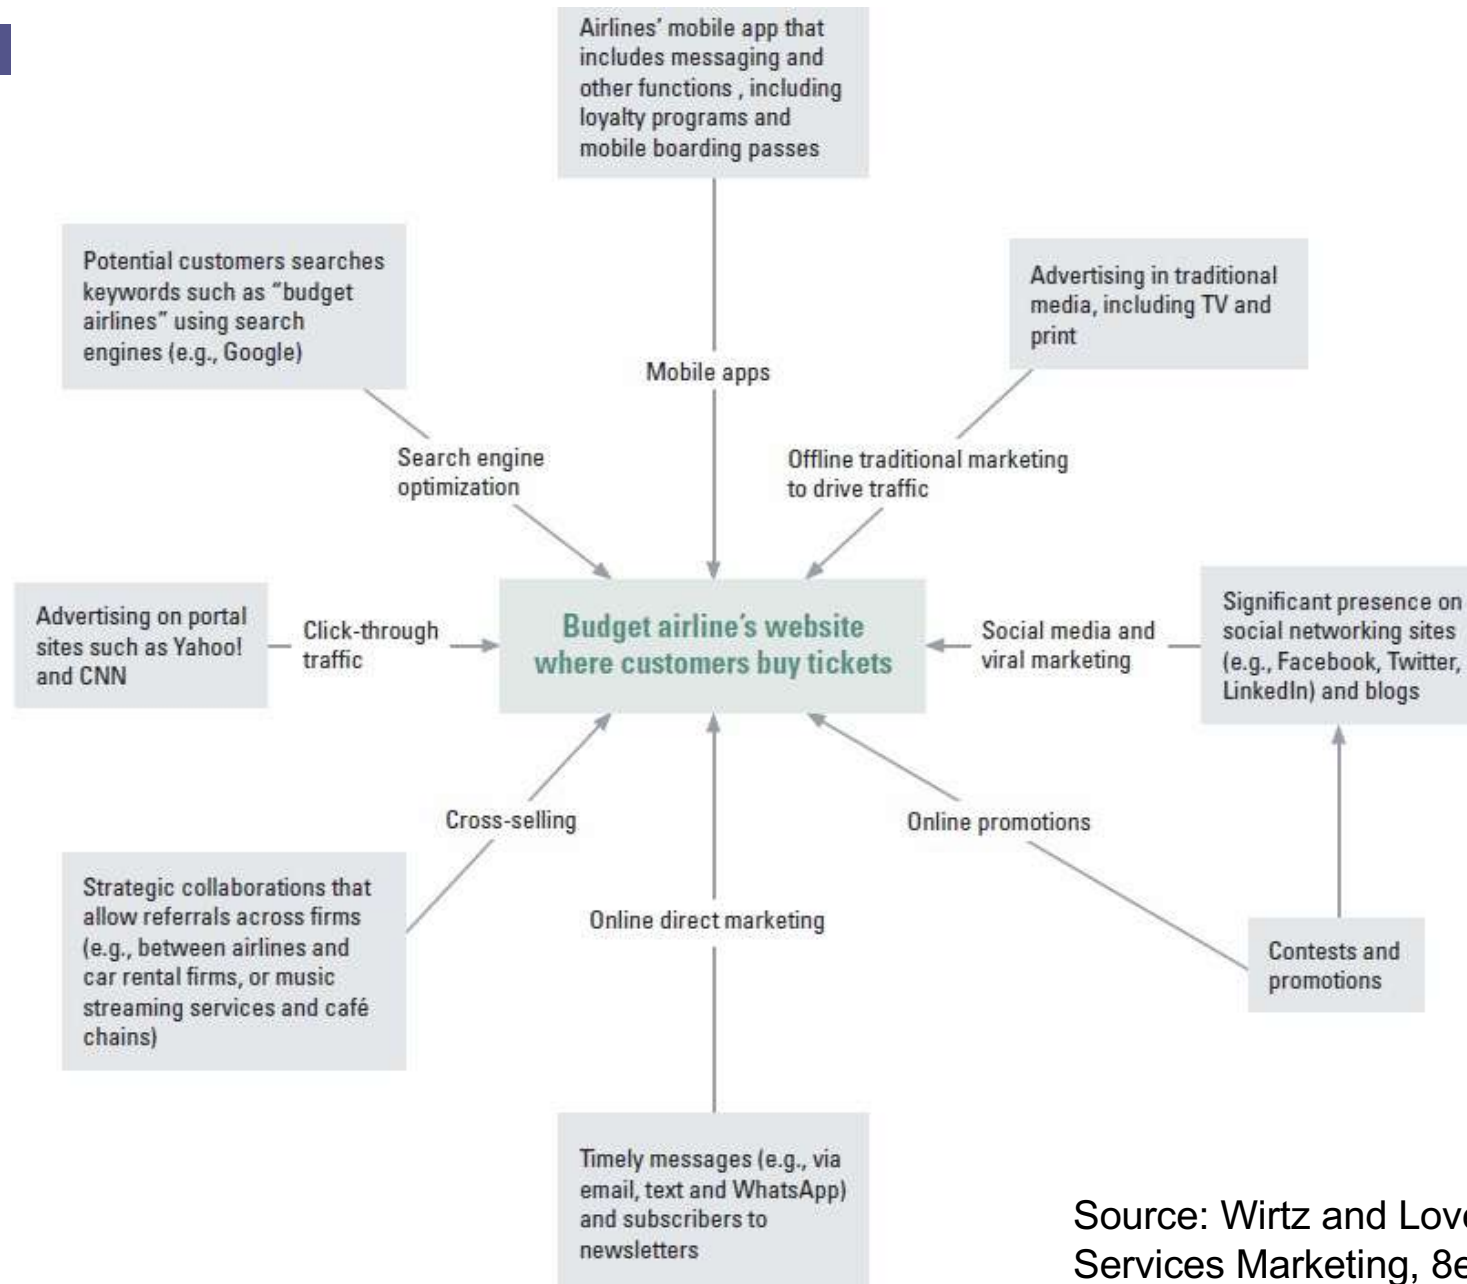 Airlines' mobile app that
includes messaging and
other functions , including
loyalty programs and
mobile boarding passes
Potential customers searches
keywords such as "budget
airlines" using search
engines (e.g., Google)
Advertising in traditional
media, including TV and
print
Mobile apps
Search engine
optimization
Offline traditional marketing
to drive traffic
Advertising on portal
sites such as Yahoo!
and CNN
Click-through
traffic
Budget airline's website
where customers buy tickets
Social media and
viral marketing
Significant presence on
social networking sites
(e.g., Facebook, Twitter,
LinkedIn) and blogs
Cross-selling
Online promotions
Strategic collaborations that
allow referrals across firms
(e.g., between airlines and
car rental firms, or music
streaming services and café
chains)
Online direct marketing
Contests and
promotions
Timely messages (e.g., via
email, text and WhatsApp)
and subscribers to
newsletters
Source: Wirtz and
Services Marketing, 8e